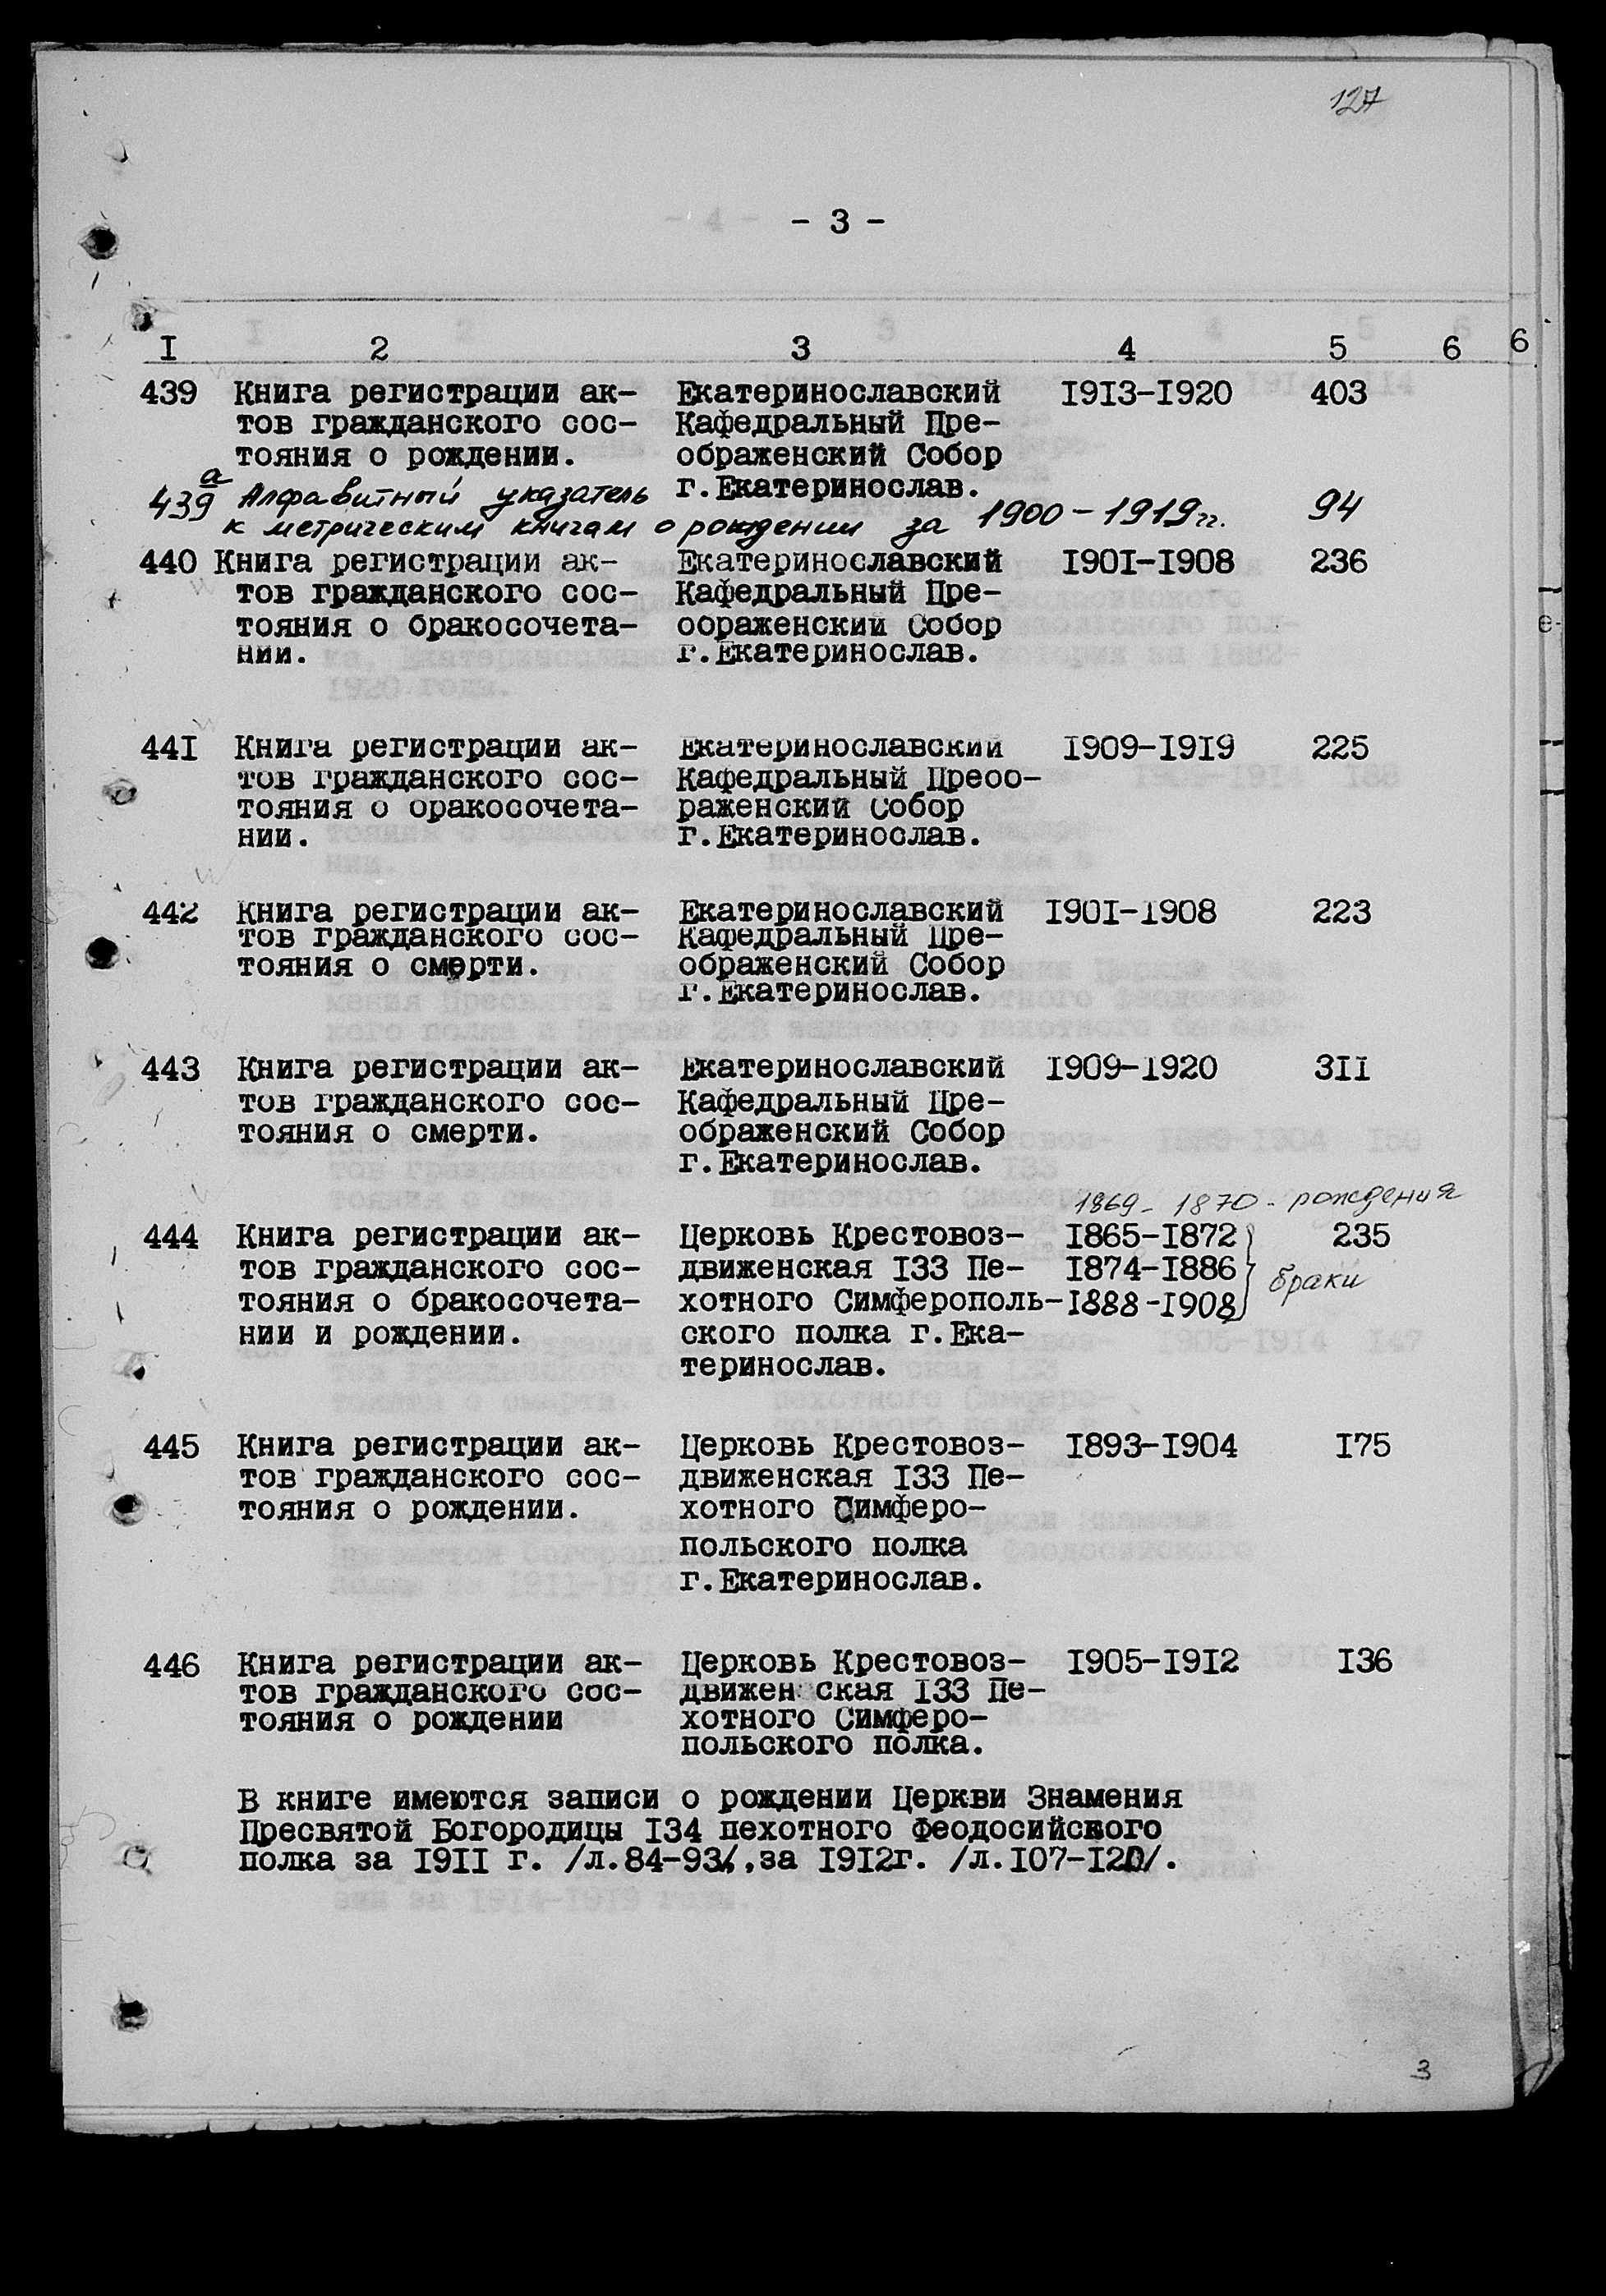 127
- 3 -
I 2 3 4 5 6 6
439 Книга регистрации ак- Екатеринославский I9I3-I920 403
тов гражданского сос- Кафедральный Пре-
тояния о рождении. ображенский Собор
г.Екатеринослав.
439а Алфавитный указатель
к метрическим книгам о рождении за 1900-1919гг. 94
440 Книга регистрации ак- Екатеринославский I90I-I908 236
тов гражданского сос- Кафедральный Пре-
тояния о бракосочета- ображенский Собор
нии. г.Екатеринослав.
44I Книга регистрации ак- Екатеринославский I909-I9I9 225
тов гражданского сос- Кафедральный Преоб-
тояния о бракосочета- раженский Собор
нии. г.Екатеринослав.
442 Книга регистрации ак- Екатеринославский I90I-I908 223
тов гражданского сос- Кафедральный Пре-
тояния о смерти. ображенский Собор
г.Екатеринослав.
443 Книга регистрации ак- Екатеринославский I909-I920 3II
тов гражданского сос- Кафедральный Пре-
тояния о смерти. ображенский Собор
г.Екатеринослав.
1869-1870-рождения
444 Книга регистрации ак- Церковь Крестовоз- I865-I872 235
тов гражданского сос- движенская I33 Пе- I874-I886 браки
тояния о бракосочета- хотного Симферополь- I888-I908
нии и рождении. ского полка г.Ека-
теринослав.
445 Книга регистрации ак- Церковь Крестовоз- I893-I904 I75
тов гражданского сос- движенская I33 Пе-
тояния о рождении. хотного Симферо-
польского полка
г.Екатеринослав.
446 Книга регистрации ак- Церковь Крестовоз- I905-I9I2 I36
тов гражданского сос- движен ская I33 Пе-
тояния о рождении хотного Симферо-
польского полка.
В книге имеются записи о рождении Церкви Знамения
Пресвятой Богородицы I34 пехотного Феодосийского
полка за I9II г. /л.84-93/,за I9I2г. /л.I07-I20/.
3